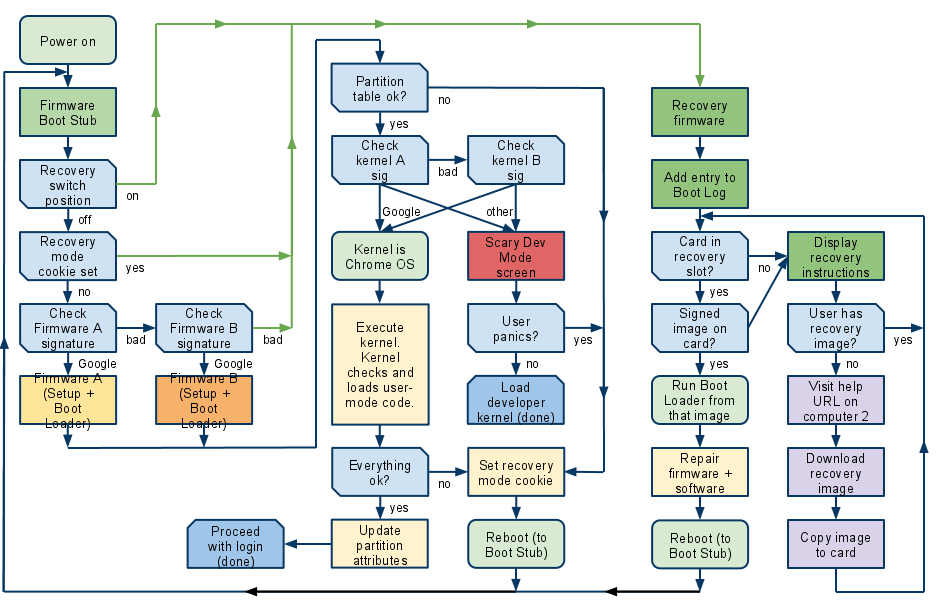 Power on
Firmware
Boot Stub
Recovery
switch
position
on
off
Recovery
mode
cookie set
yes
no
Check
Firmware A
signature
bad
Check
Firmware B
signature
bad
Google
Google
Firmware A
(Setup +
Boot
Loader)
Firmware B
(Setup +
Boot
Loader)
Partition
table ok?
no
yes
Check
kernel A
sig
bad
Check
kernel B
sig
Google
other
Kernel is
Chrome OS
Scary Dev
Mode
screen
Execute
kernel.
Kernel
checks and
loads user-
mode code.
User
panics?
yes
no
Load
developer
kernel (done)
Everything
ok?
no
yes
Set recovery
mode cookie
Proceed
with login
(done)
Update
partition
attributes
Reboot (to
Boot Stub)
Recovery
firmware
Add entry to
Boot Log
Card in
recovery
slot?
no
yes
Display
recovery
instructions
Signed
image on
card?
yes
User has
recovery
image?
yes
no
Run Boot
Loader from
that image
Visit help
URL on
computer 2
Repair
firmware +
software
Download
recovery
image
Reboot (to
Boot Stub)
Copy image
to card